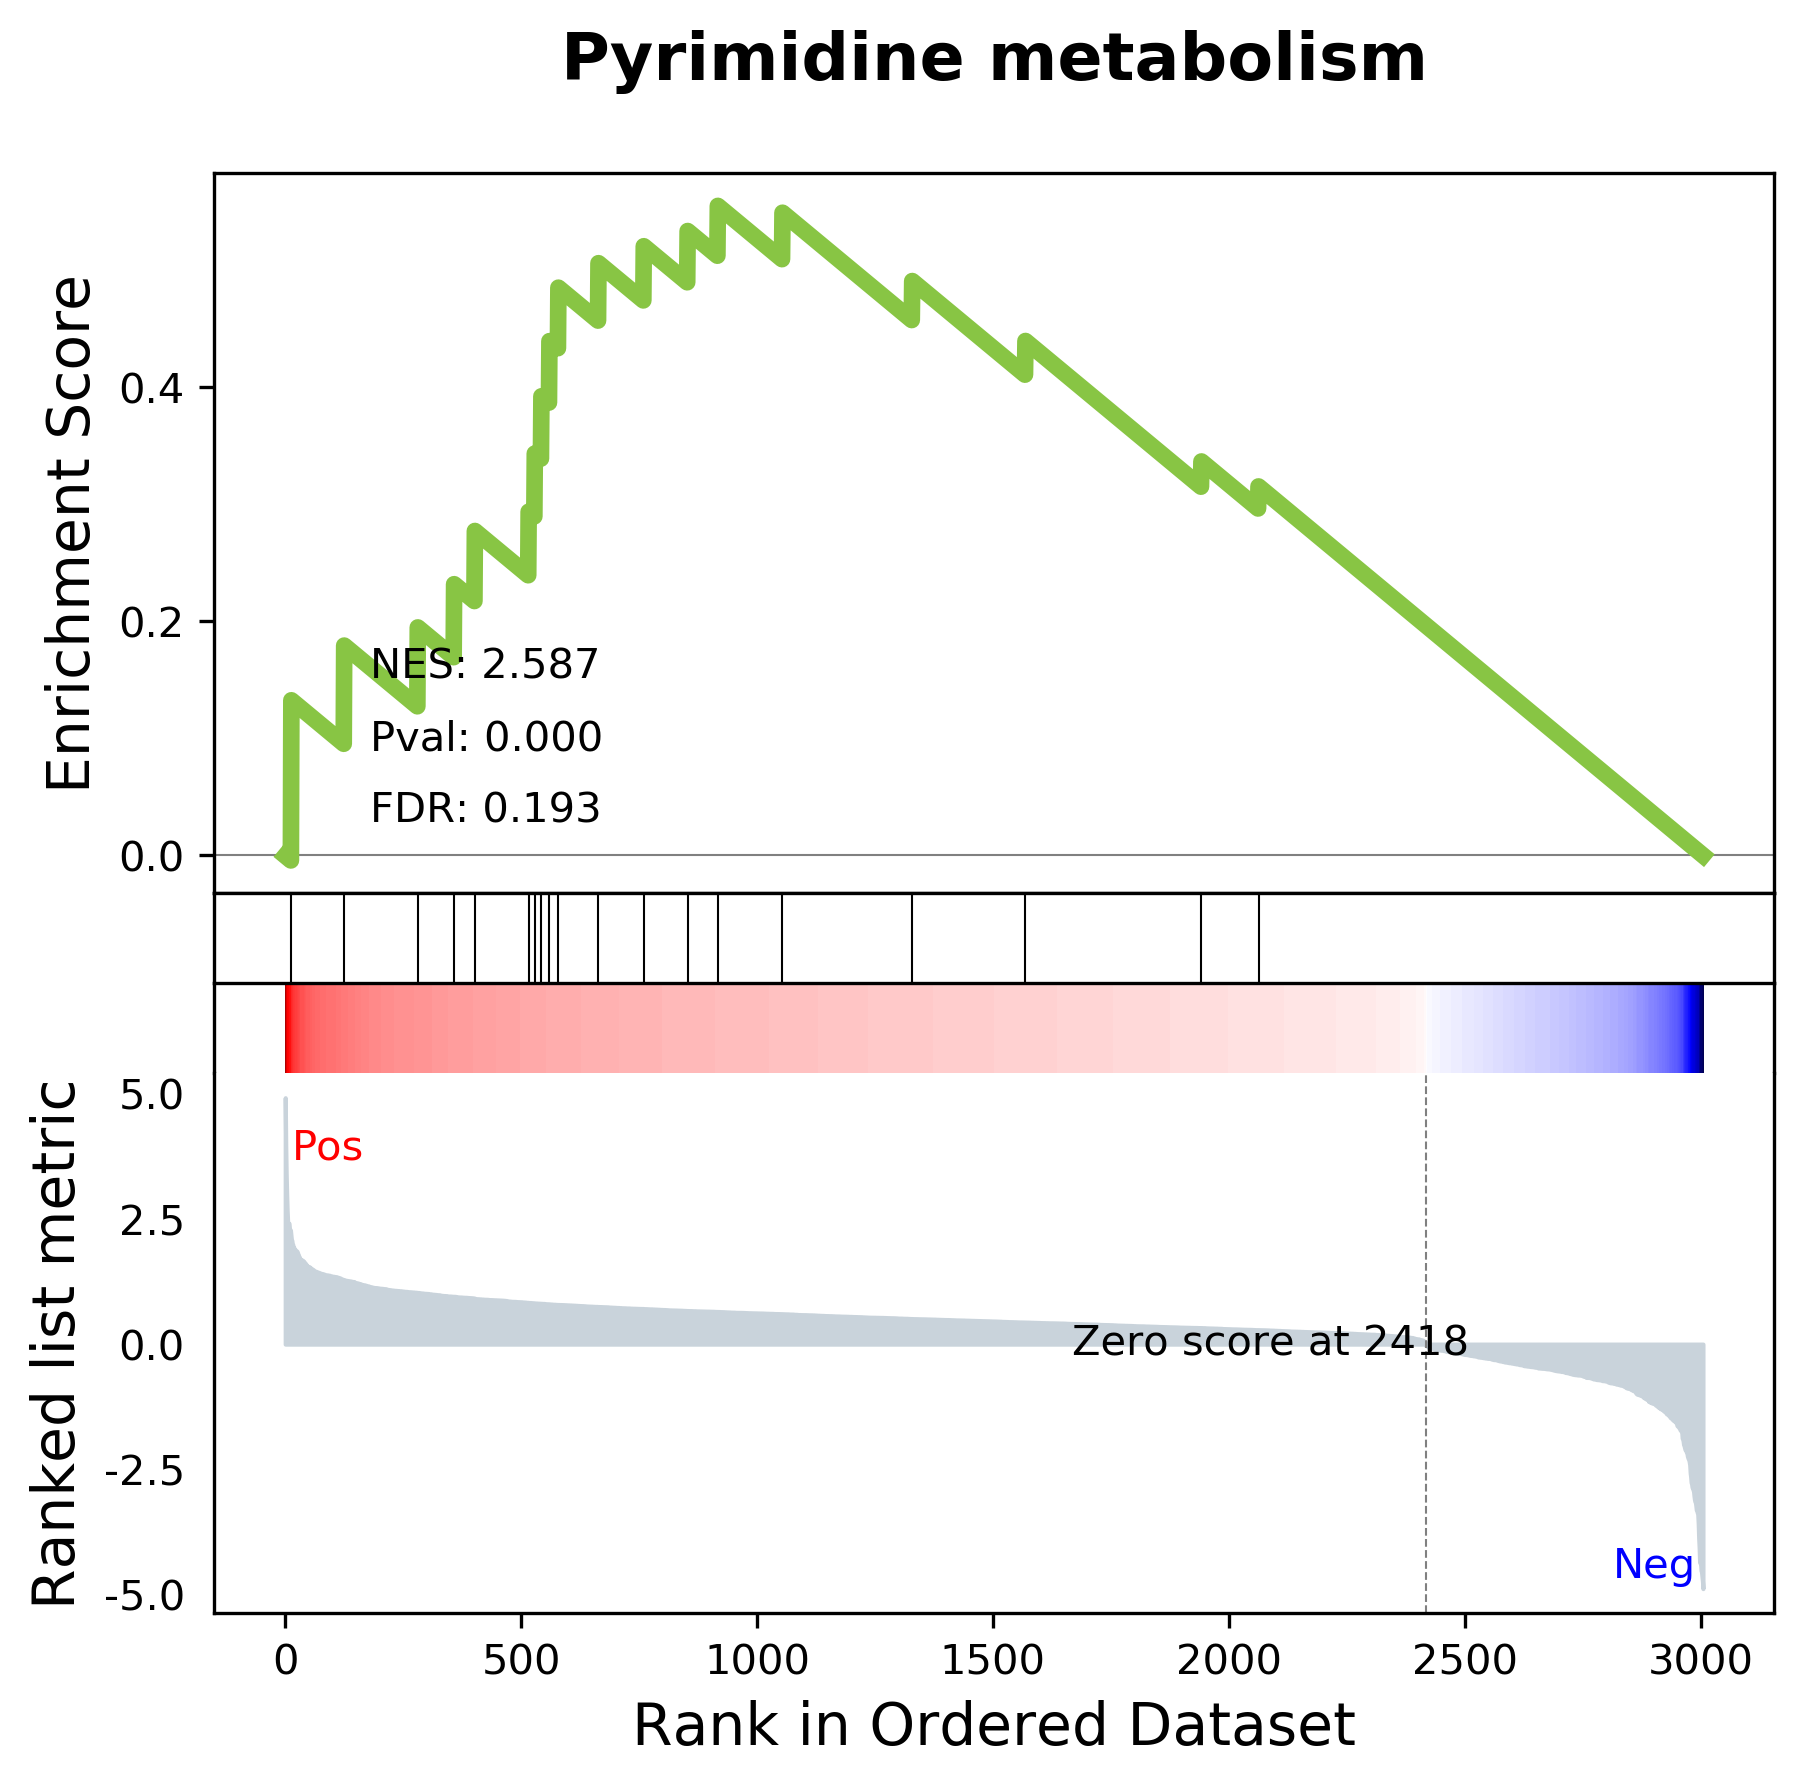 Pyrimidine metabolism
Enrichment Score
0.4
0.2
0.0
NES: 2.587
Pval: 0.000
FDR: 0.193
Ranked list metric
5.0
2.5
0.0
-2.5
-5.0
Pos
Zero score at 2418
Neg
0 500 1000 1500 2000 2500 3000
Rank in Ordered Dataset